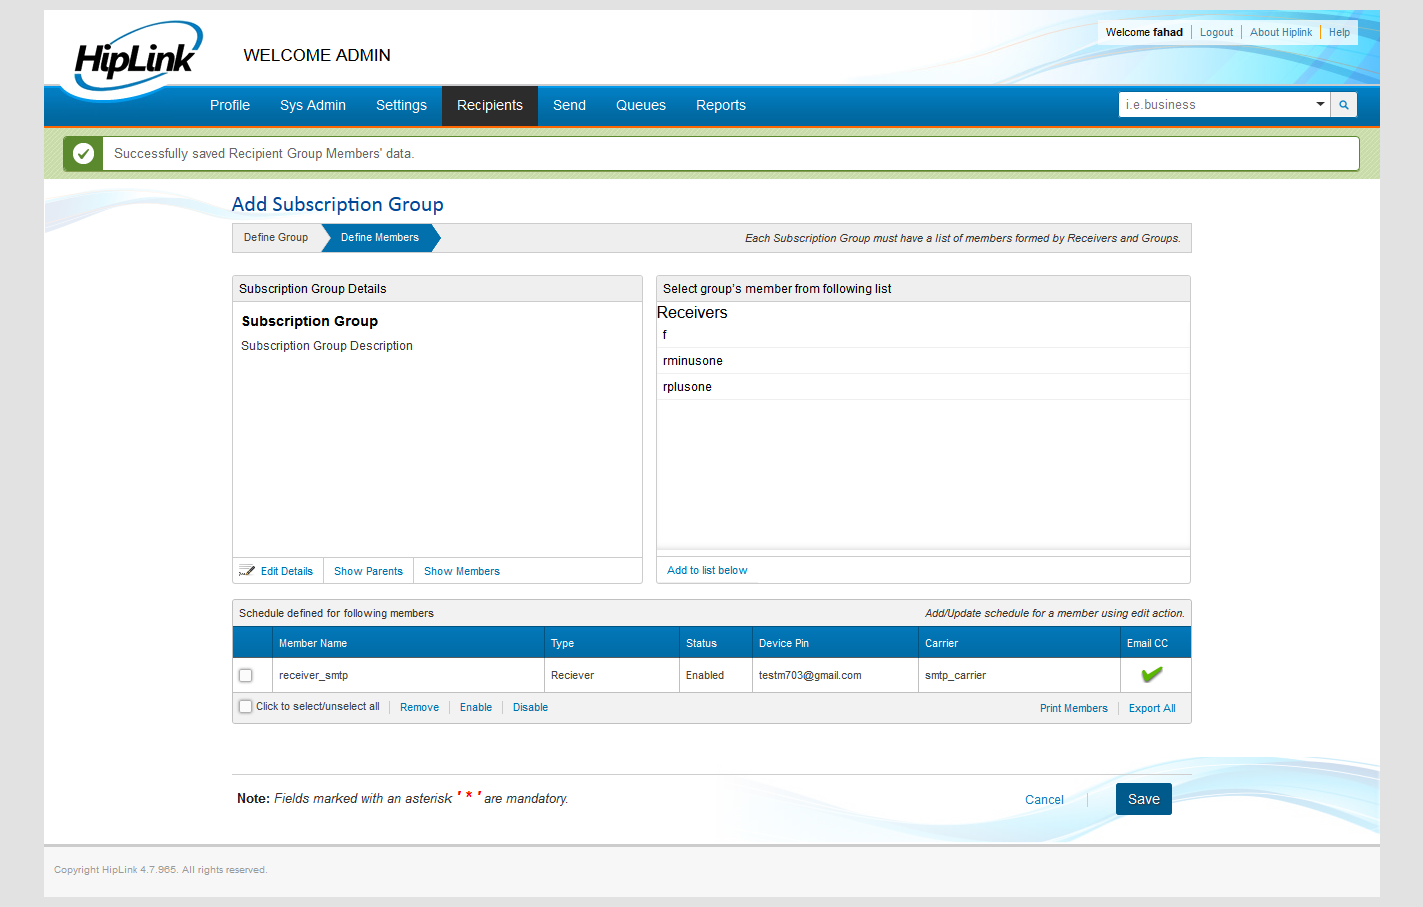 HipLink
WELCOME ADMIN
Welcome fahad Logout About Hiplink Help
Profile Sys Admin Settings Recipients Send Queues Reports i.e.business
Successfully saved Recipient Group Members' data.
Add Subscription Group
Define Group Define Members Each Subscription Group must have a list of members formed by Receivers and Groups.
Subscription Group Details
Subscription Group
Subscription Group Description
Edit Details Show Parents Show Members
Select group's member from following list
Receivers
f
rminusone
rplusone
Add to list below
Schedule defined for following members Add/Update schedule for a member using edit action.
Member Name Type Status Device Pin Carrier Email CC
receiver_smtp Reciever Enabled testm703@gmail.com smtp_carrier
Click to select/unselect all Remove Enable Disable Print Members Export All
Note: Fields marked with an asterisk ' * ' are mandatory. Cancel Save
Copyright HipLink 4.7.965. All rights reserved.